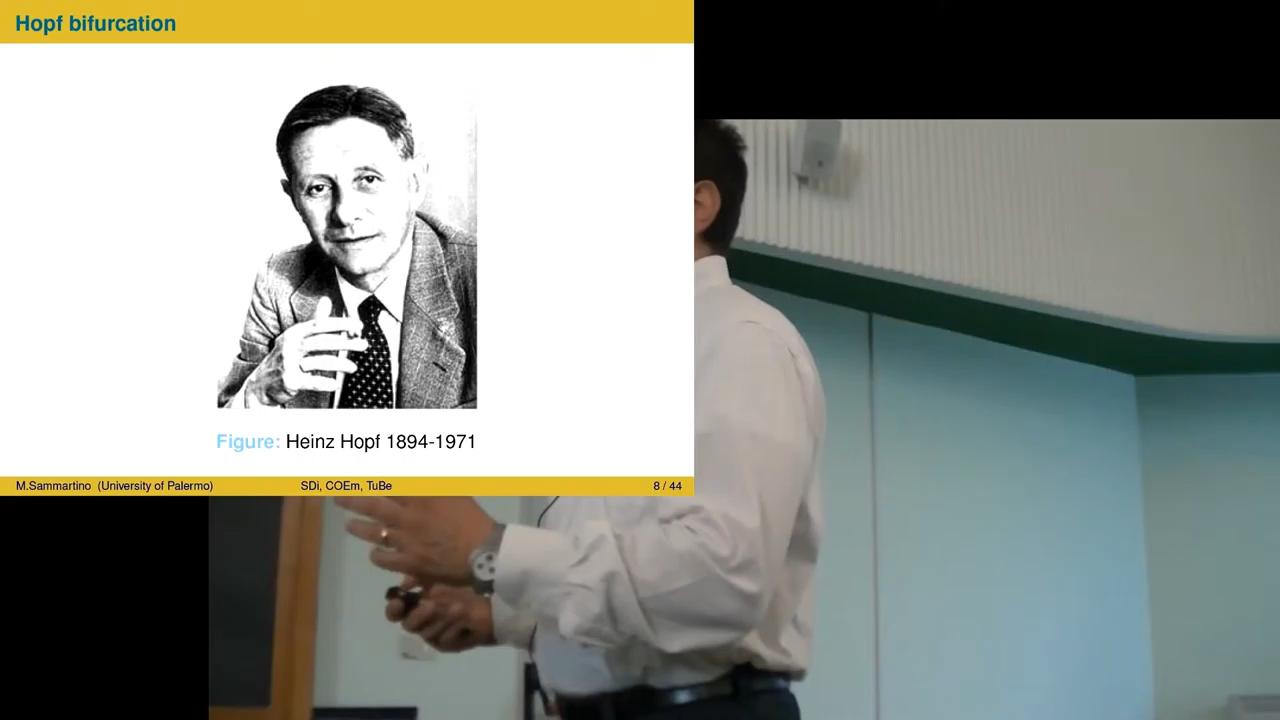 Hopf bifurcation
Figure: Heinz Hopf 1894-1971
M.Sammartino (University of Palermo) SDi, COEm, TuBe 8 / 44